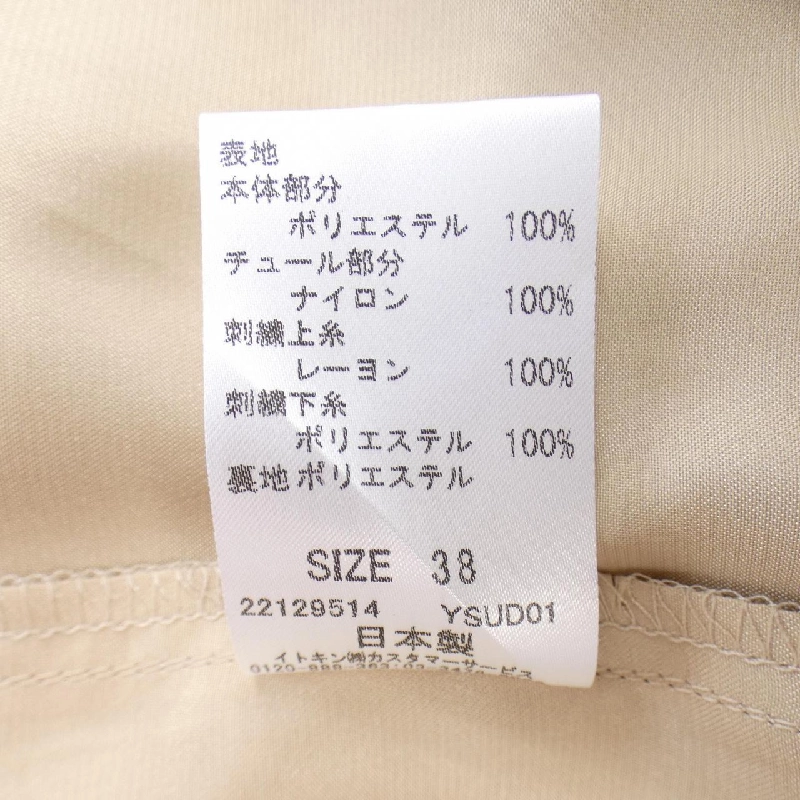 表地
本体部分
ポリエステル 100%
チュール部分
ナイロン 100%
刺繍上糸
レーヨン 100%
刺繍下糸
ポリエステル 100%
裏地 ポリエステル
SIZE 38
22129514 YSUD01
日本製
イトキン㈱カスタマーサービス